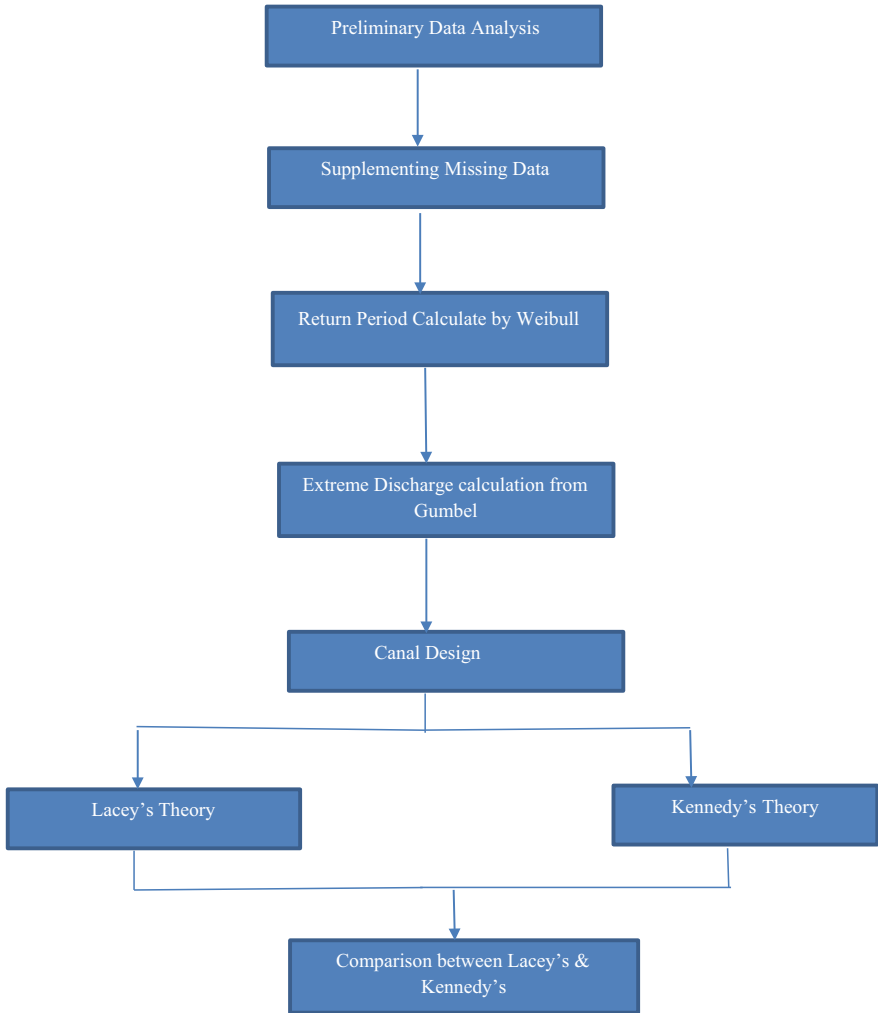 Preliminary Data Analysis
Supplementing Missing Data
Return Period Calculate by Weibull
Extreme Discharge calculation from
Gumbel
Canal Design
Lacey’s Theory
Kennedy’s Theory
Comparison between Lacey’s &
Kennedy’s